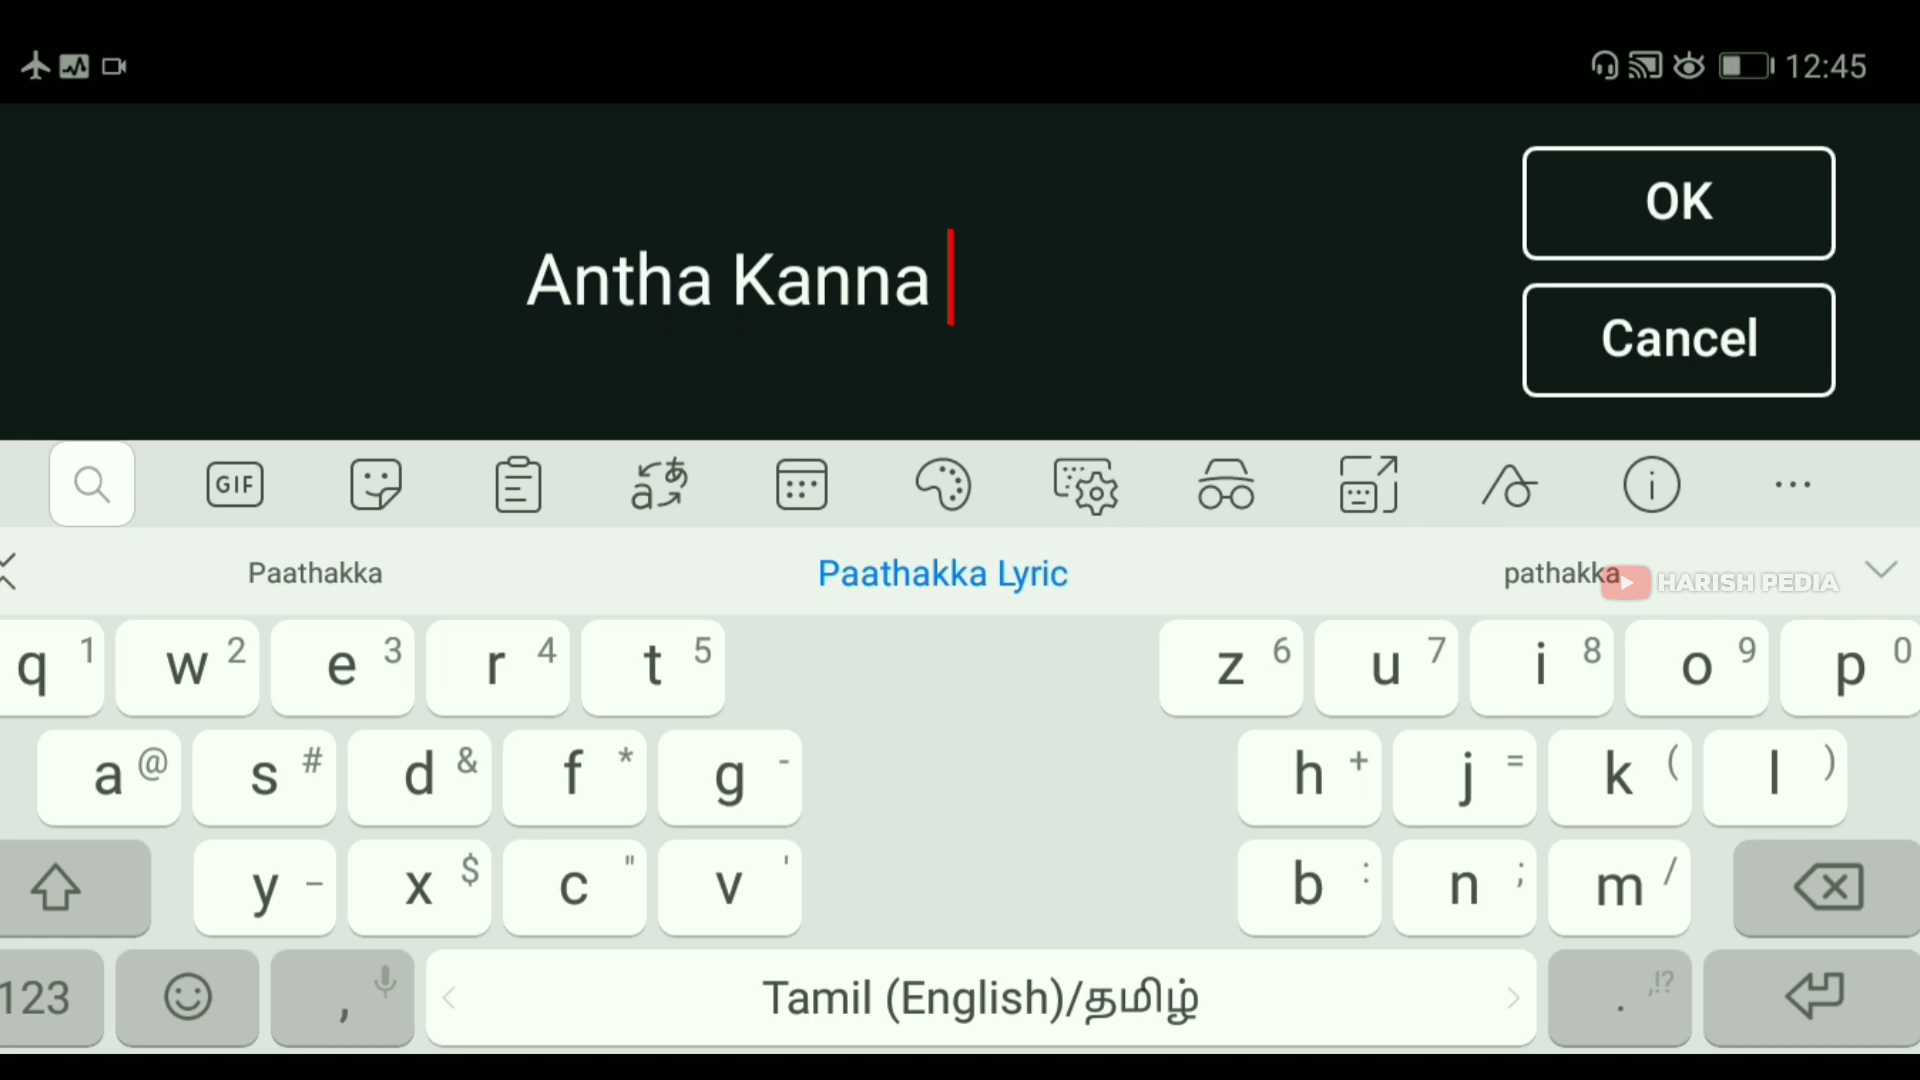 12:45
OK
Antha Kanna
Cancel
GIF
Paathakka
Paathakka Lyric
pathakka
HARISH PEDIA
q 1 w 2 e 3 r 4 t 5 z 6 u 7 i 8 o 9 p 0
a @ s # d & f * g - h + j = k ( l )
y – x $ c " v ' b : n ; m /
123 , Tamil (English)/தமிழ் . ,!?